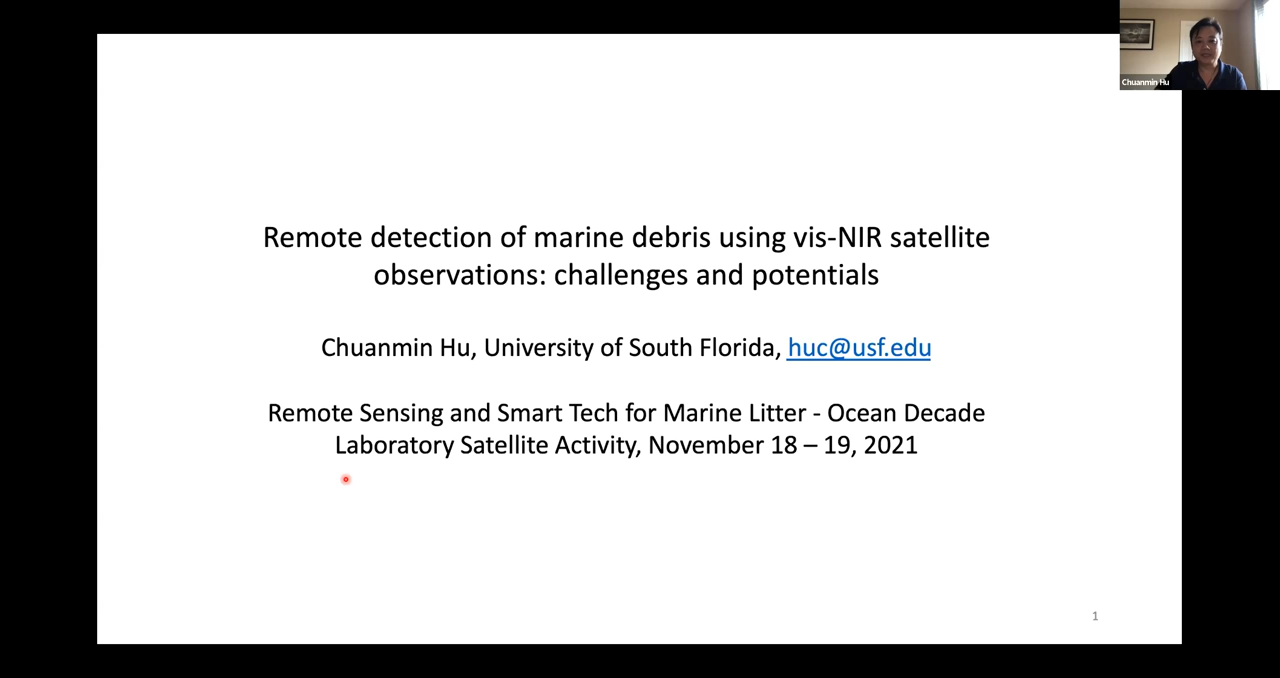 Chuanmin Hu
Remote detection of marine debris using vis-NIR satellite
observations: challenges and potentials
Chuanmin Hu, University of South Florida, huc@usf.edu
Remote Sensing and Smart Tech for Marine Litter - Ocean Decade
Laboratory Satellite Activity, November 18 – 19, 2021
1